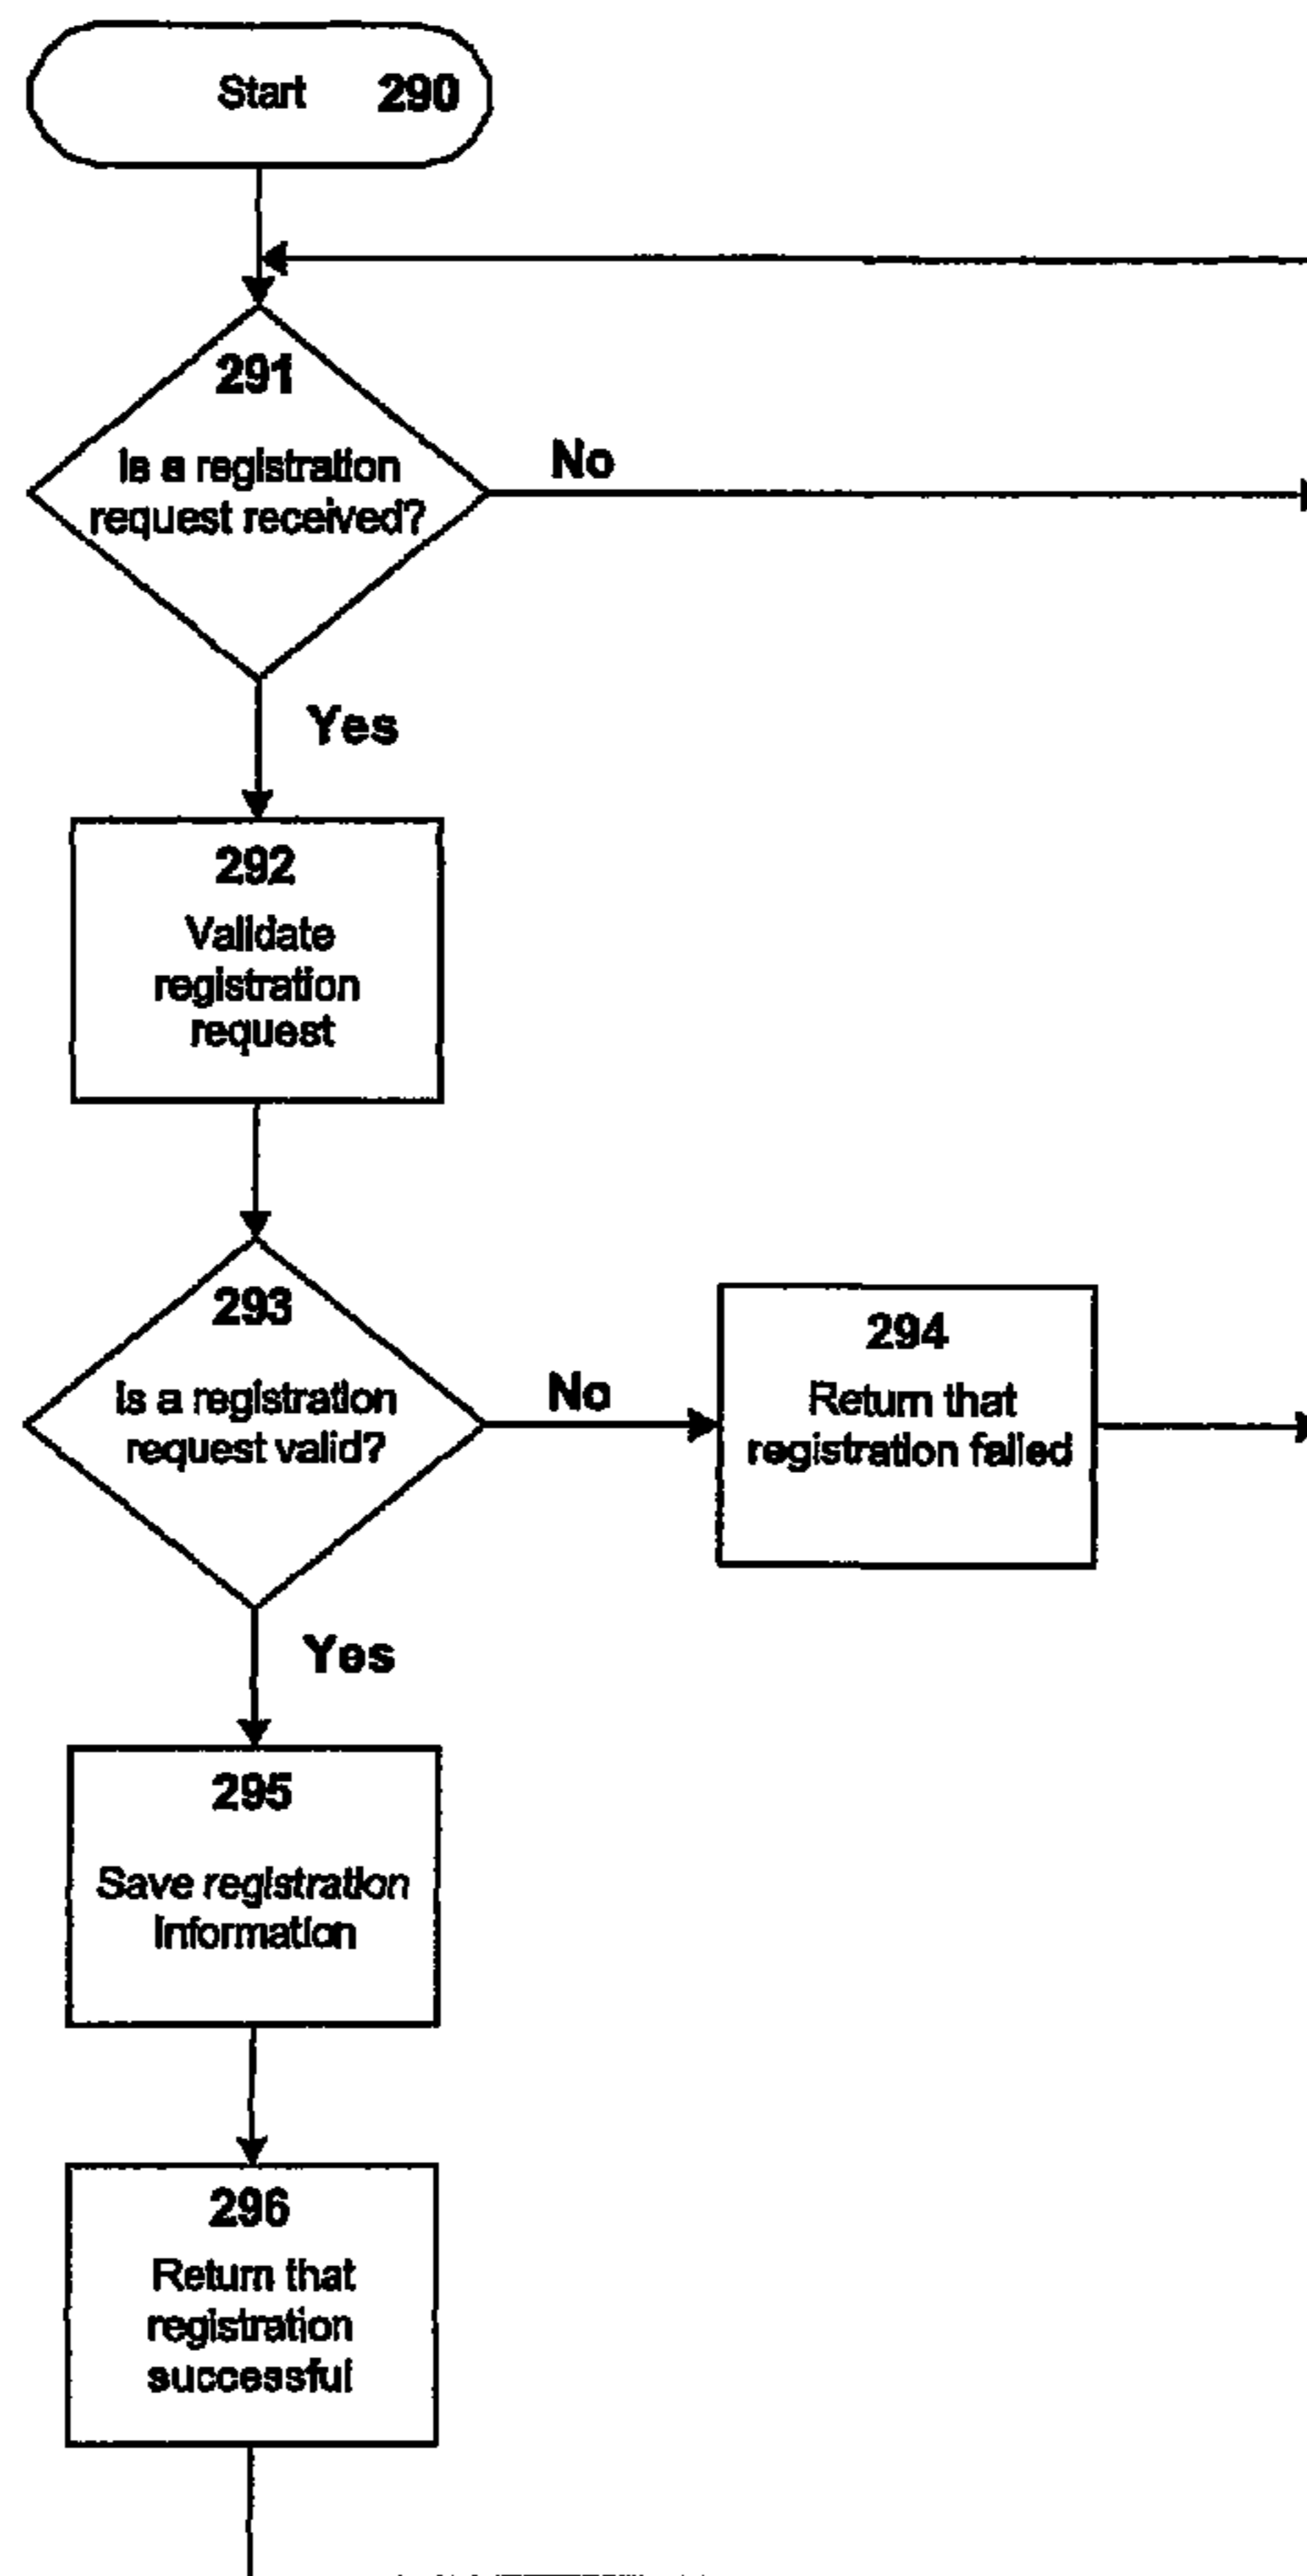 Start 290
291
Is a registration
request received?
No
Yes
292
Validate
registration
request
293
Is a registration
request valid?
No
294
Return that
registration failed
Yes
295
Save registration
Information
296
Return that
registration
successful